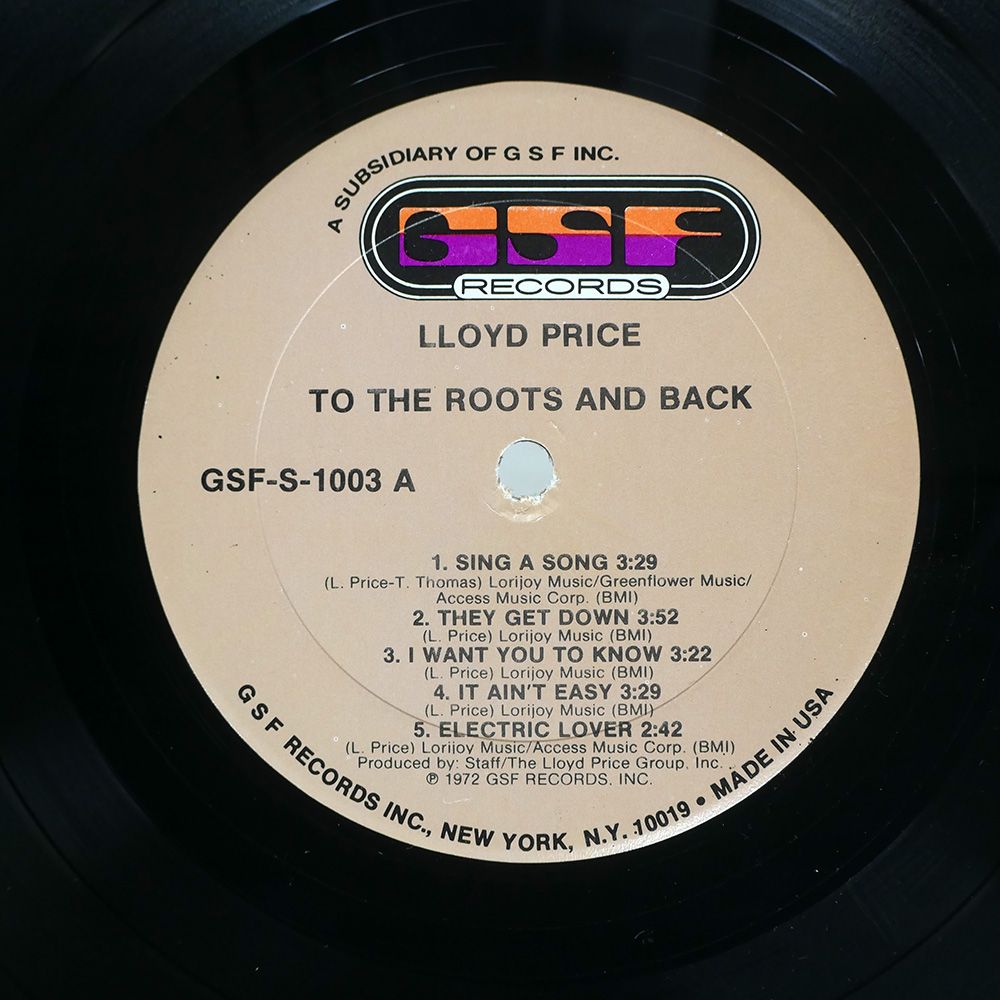 A SUBSIDIARY OF G S F INC.
GSF
RECORDS
LLOYD PRICE
TO THE ROOTS AND BACK
GSF-S-1003 A
1. SING A SONG 3:29
(L. Price-T. Thomas) Lorijoy Music/Greenflower Music/
Access Music Corp. (BMI)
2. THEY GET DOWN 3:52
(L. Price) Lorijoy Music (BMI)
3. I WANT YOU TO KNOW 3:22
(L. Price) Lorijoy Music (BMI)
4. IT AIN'T EASY 3:29
(L. Price) Lorijoy Music (BMI)
5. ELECTRIC LOVER 2:42
(L. Price) Lorijoy Music/Access Music Corp. (BMI)
Produced by: Staff/The Lloyd Price Group, Inc.
℗ 1972 GSF RECORDS, INC.
G S F RECORDS INC., NEW YORK, N.Y. 10019 • MADE IN USA